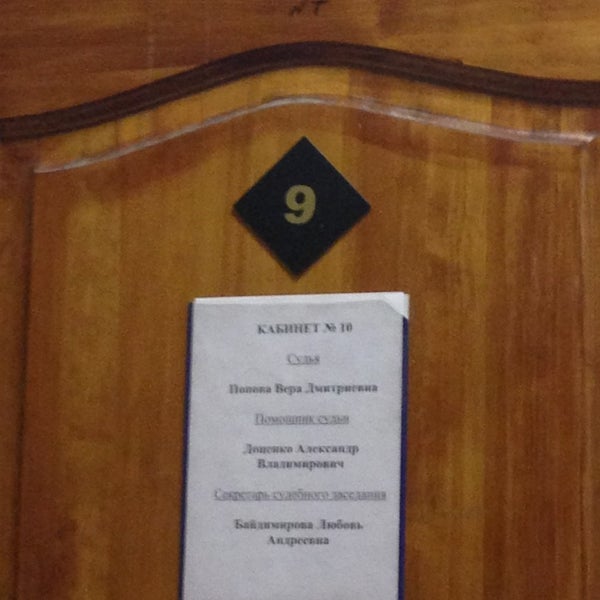 NT
9
КАБИНЕТ № 10
Судья
Попова Вера Дмитриевна
Помощник судьи
Доценко Александр
Владимирович
Секретарь судебного заседания
Байдимирова Любовь
Андреевна